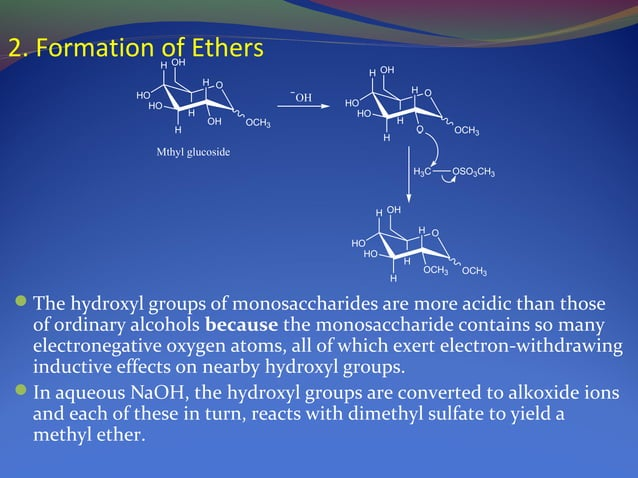 2. Formation of Ethers
H OH
H O
HO
HO
H
OH OCH3
H
Mthyl glucoside
-OH
H OH
H O
HO
HO
H
O OCH3
H
H3C OSO3CH3
H OH
H O
HO
HO
H
OCH3 OCH3
H
The hydroxyl groups of monosaccharides are more acidic than those
of ordinary alcohols because the monosaccharide contains so many
electronegative oxygen atoms, all of which exert electron-withdrawing
inductive effects on nearby hydroxyl groups.
In aqueous NaOH, the hydroxyl groups are converted to alkoxide ions
and each of these in turn, reacts with dimethyl sulfate to yield a
methyl ether.